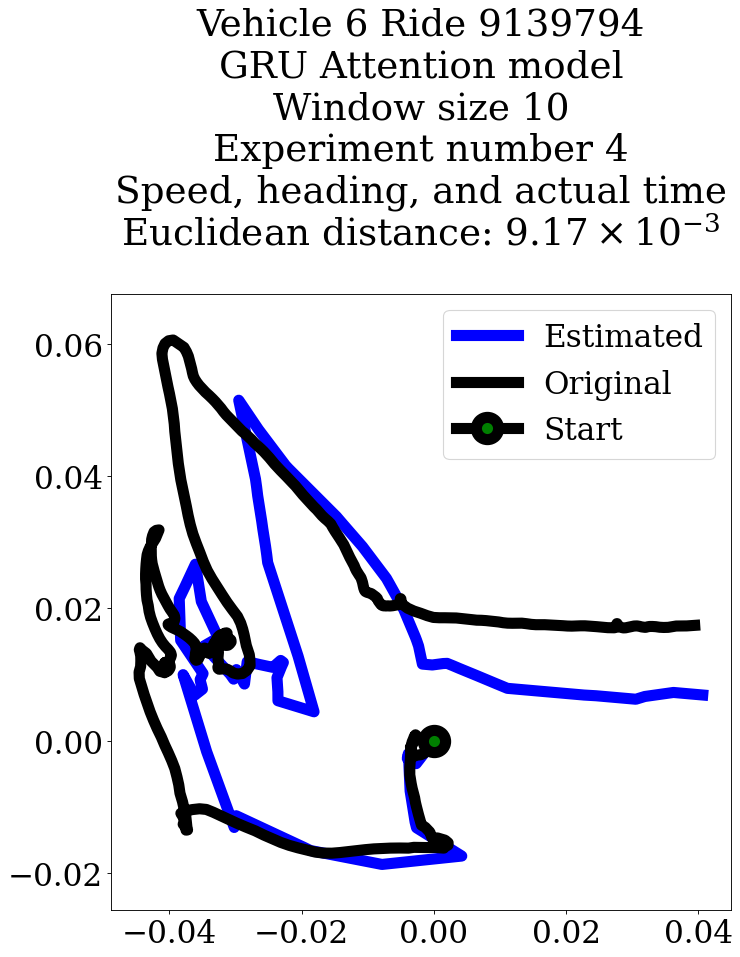 Vehicle 6 Ride 9139794
GRU Attention model
Window size 10
Experiment number 4
Speed, heading, and actual time
Euclidean distance: 9.17 × 10⁻³
Estimated
Original
Start
0.06
0.04
0.02
0.00
−0.02
−0.04
−0.02
0.00
0.02
0.04